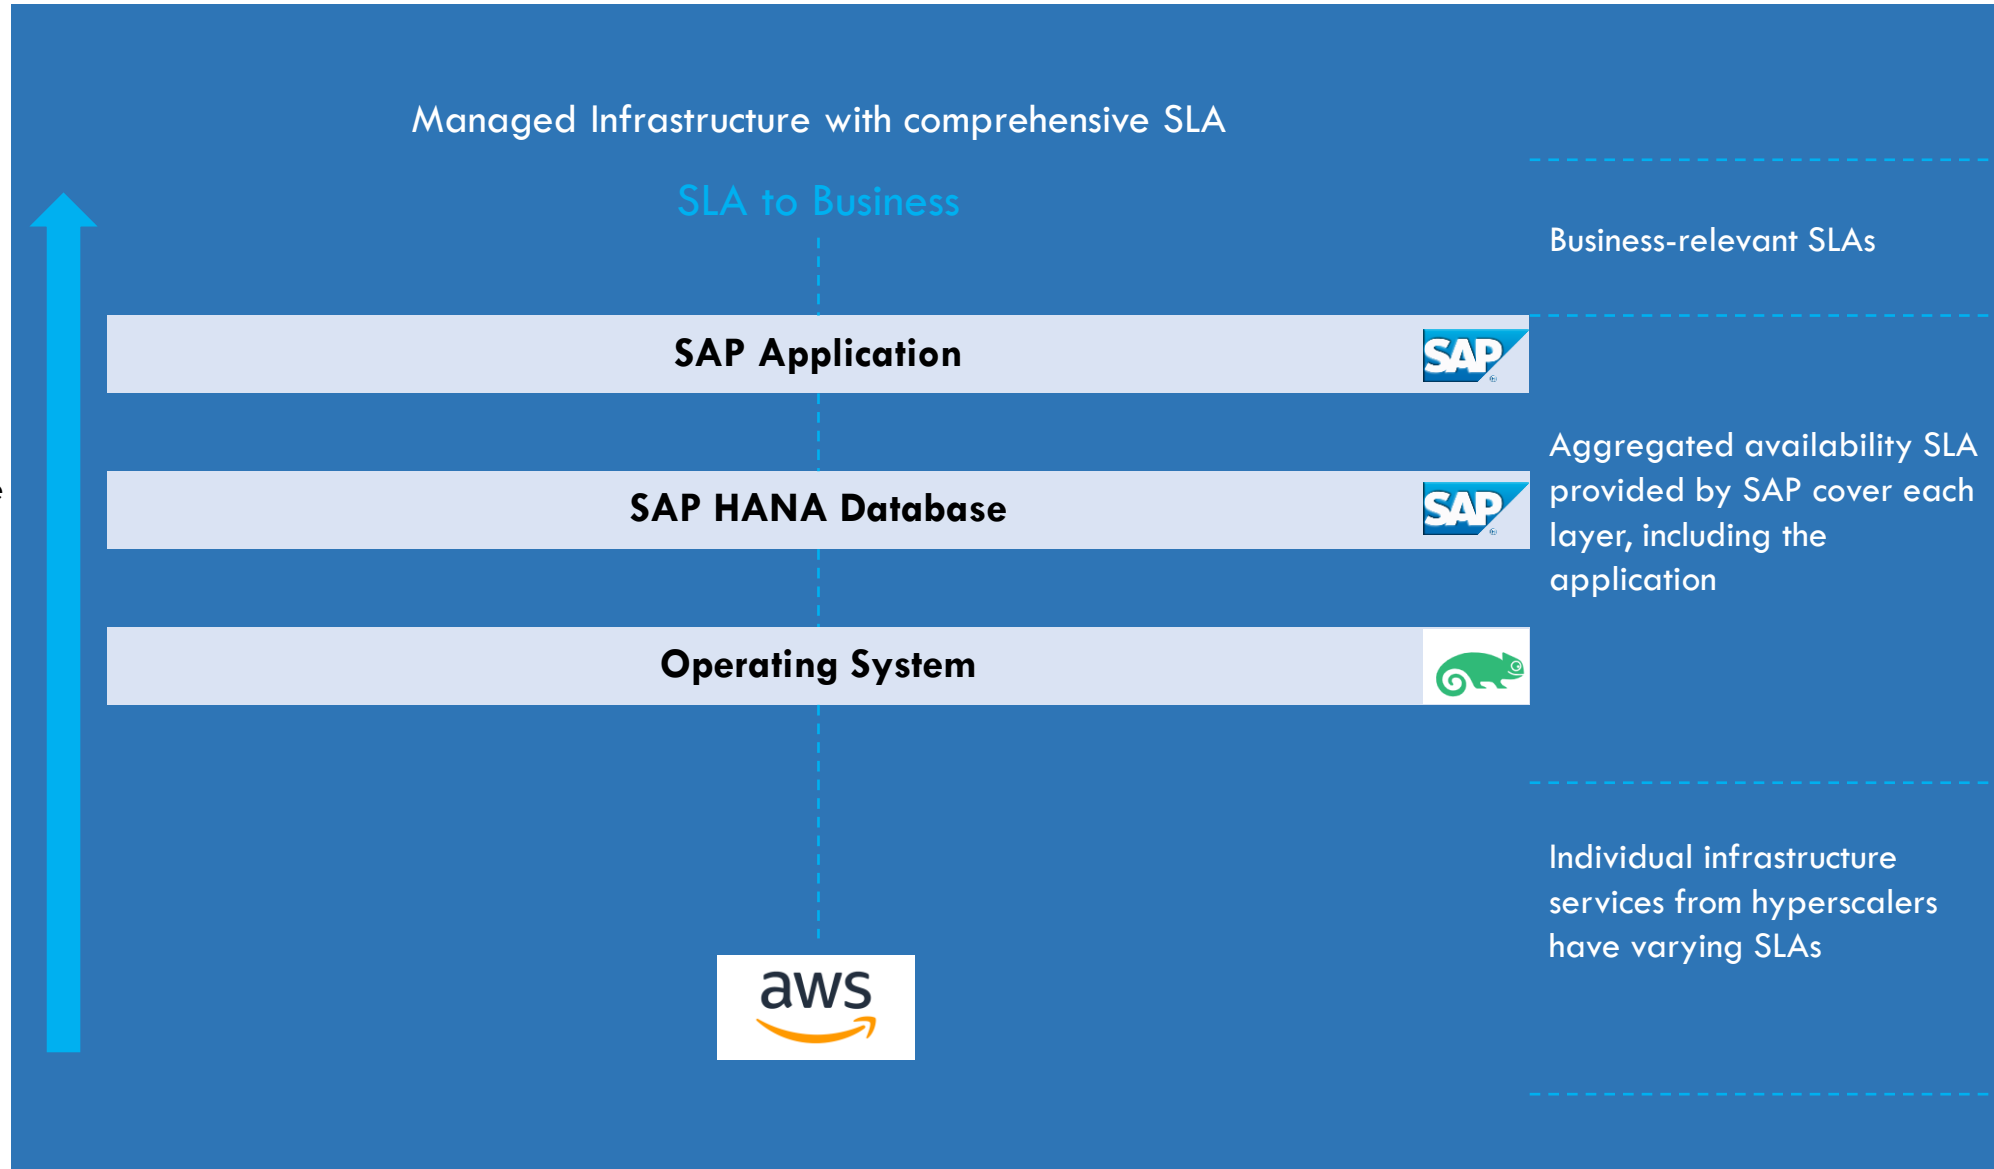 Managed Infrastructure with comprehensive SLA
SLA to Business
Business-relevant SLAs
SAP Application
SAP
Aggregated availability SLA
provided by SAP cover each
layer, including the
application
SAP HANA Database
SAP
Operating System
Individual infrastructure
services from hyperscalers
have varying SLAs
aws